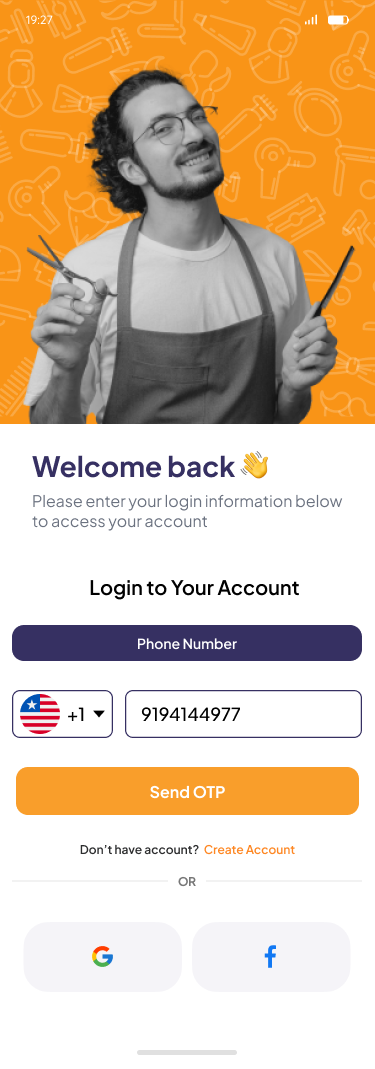 19:27
Welcome back 👋
Please enter your login information below
to access your account
Login to Your Account
Phone Number
+1 9194144977
Send OTP
Don't have account? Create Account
OR